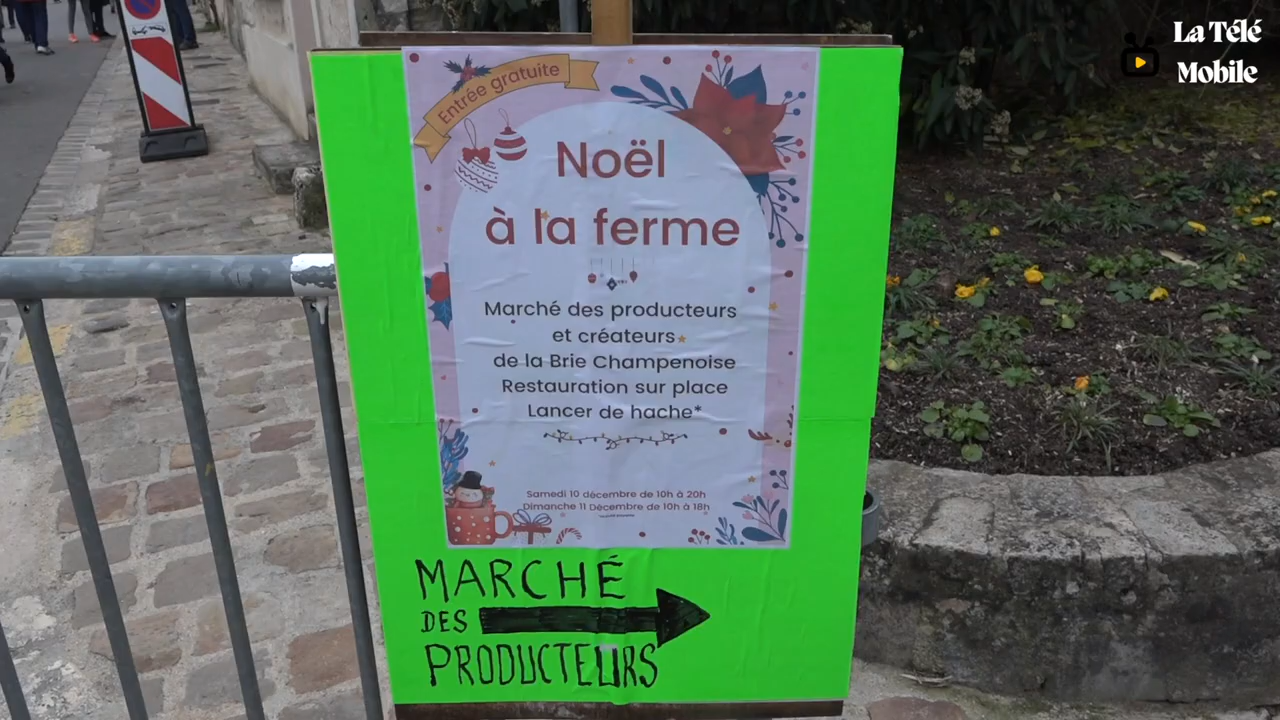 La Télé
Mobile
Entrée gratuite
Noël
à la ferme
Marché des producteurs
et créateurs
de la Brie Champenoise
Restauration sur place
Lancer de hache*
Samedi 10 décembre de 10h à 20h
Dimanche 11 Décembre de 10h à 18h
MARCHÉ
DES
PRODUCTEURS